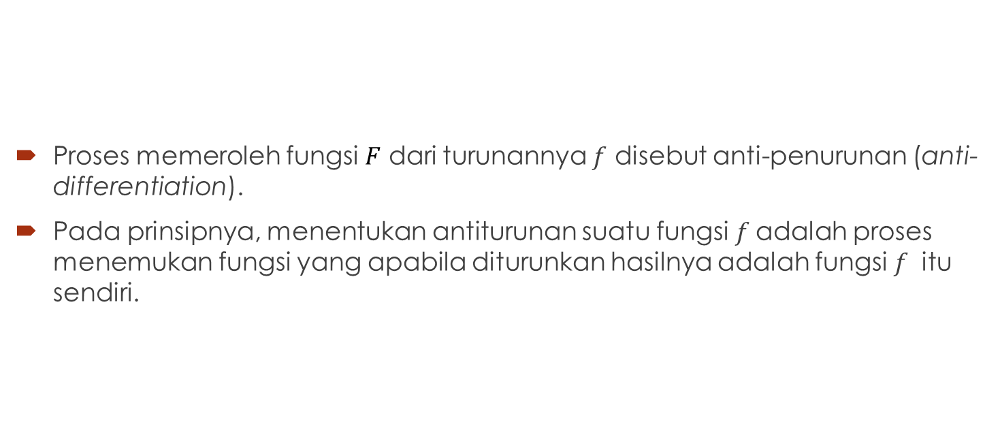 Proses memeroleh fungsi F dari turunannya f disebut anti-penurunan (anti-
differentiation).
Pada prinsipnya, menentukan antiturunan suatu fungsi f adalah proses
menemukan fungsi yang apabila diturunkan hasilnya adalah fungsi f itu
sendiri.